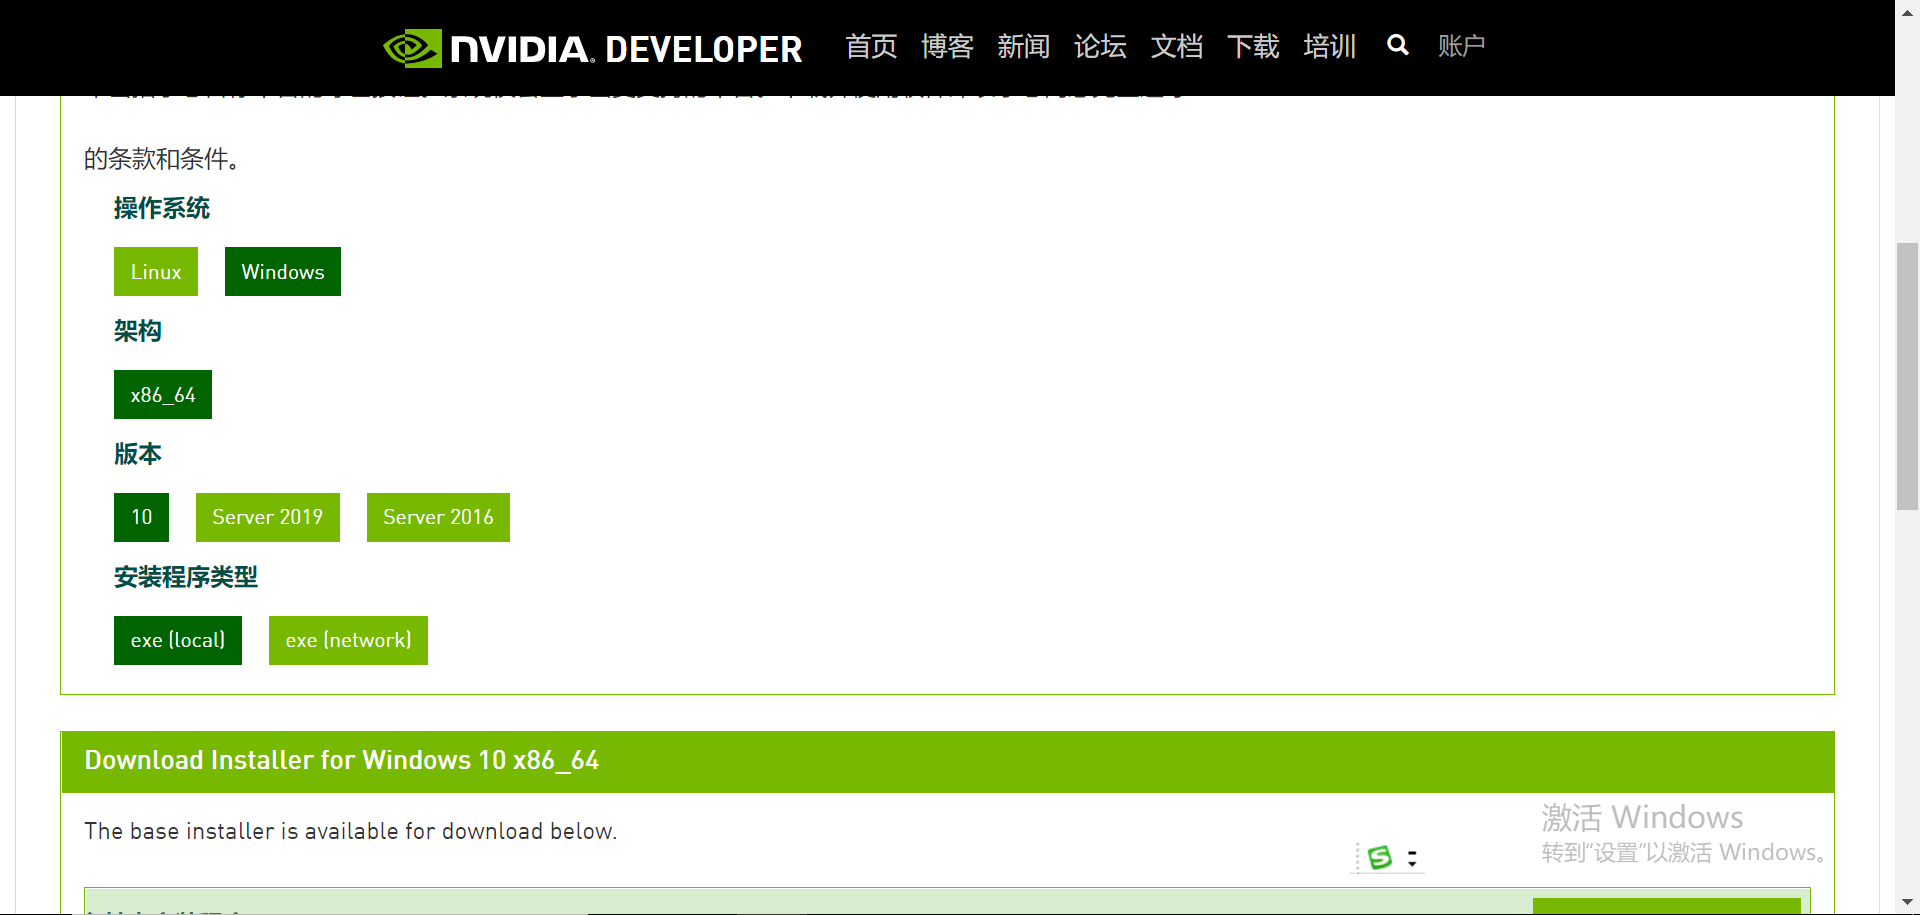 NVIDIA. DEVELOPER 首页 博客 新闻 论坛 文档 下载 培训 账户
的条款和条件。
操作系统
Linux Windows
架构
x86_64
版本
10 Server 2019 Server 2016
安装程序类型
exe (local) exe (network)
Download Installer for Windows 10 x86_64
The base installer is available for download below.
激活 Windows
转到“设置”以激活 Windows。